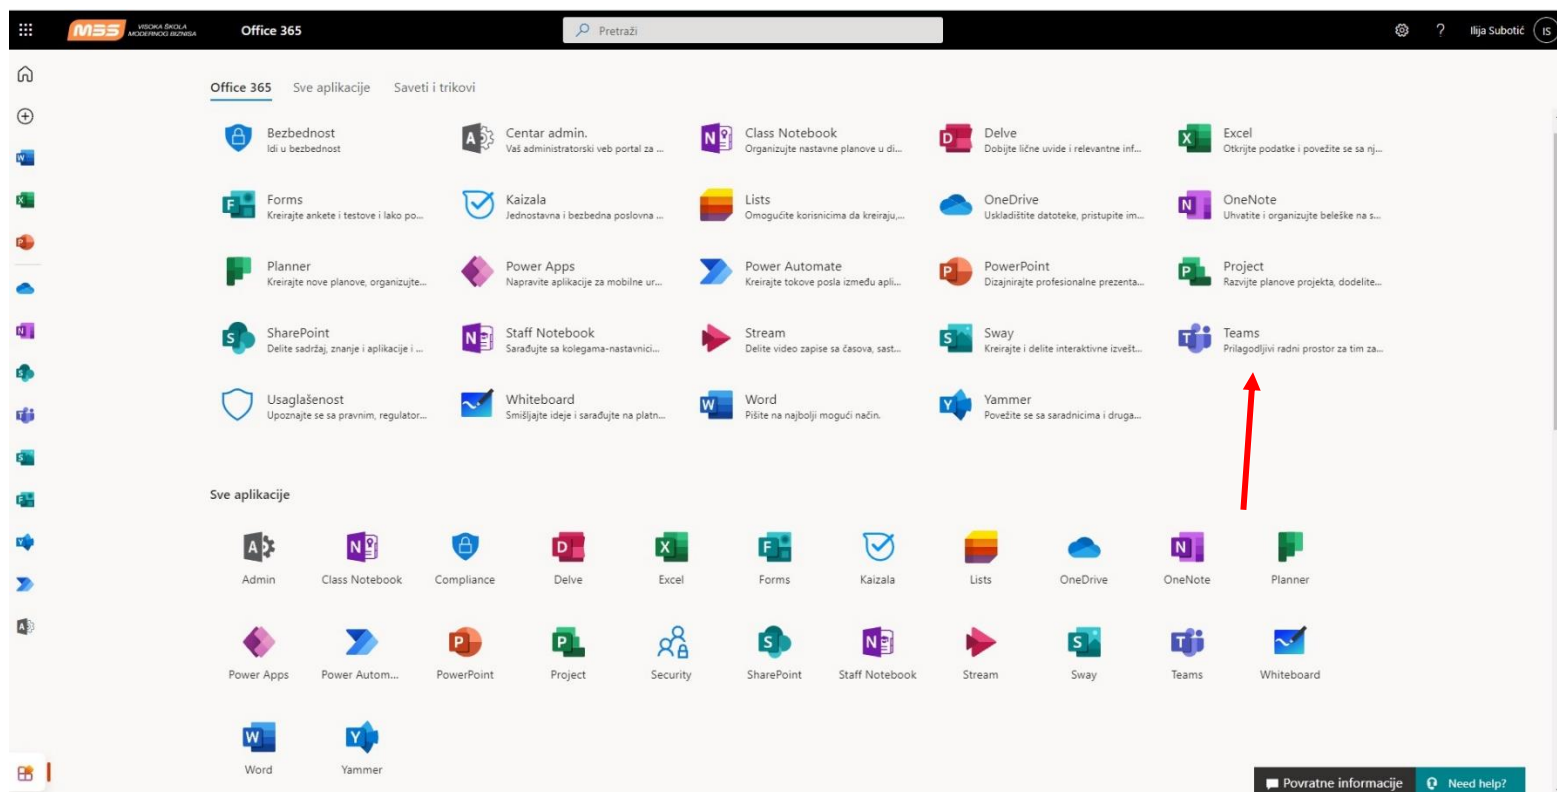 MBS VISOKA ŠKOLA
MODERNOG BIZNISA
Office 365
Pretraži
?
Ilija Subotić
IS
Office 365 Sve aplikacije Saveti i trikovi
Bezbednost
Idi u bezbednost
Centar admin.
Vaš administratorski veb portal za ...
Class Notebook
Organizujte nastavne planove u di...
Delve
Dobijte lične uvide i relevantne inf...
Excel
Otkrijte podatke i povežite se sa nj...
Forms
Kreirajte ankete i testove i lako po...
Kaizala
Jednostavna i bezbedna poslovna ...
Lists
Omogućite korisnicima da kreiraju,...
OneDrive
Uskladištite datoteke, pristupite im...
OneNote
Uhvatite i organizujte beleške na s...
Planner
Kreirajte nove planove, organizujte...
Power Apps
Napravite aplikacije za mobilne ur...
Power Automate
Kreirajte tokove posla između apli...
PowerPoint
Dizajnirajte profesionalne prezenta...
Project
Razvijte planove projekta, dodelite...
SharePoint
Delite sadržaj, znanje i aplikacije i ...
Staff Notebook
Sarađujte sa kolegama-nastavnici...
Stream
Delite video zapise sa časova, sast...
Sway
Kreirajte i delite interaktivne izvešt...
Teams
Prilagodljivi radni prostor za tim za...
Usaglašenost
Upoznajte se sa pravnim, regulator...
Whiteboard
Smišljajte ideje i sarađujte na platn...
Word
Pišite na najbolji mogući način.
Yammer
Povežite se sa saradnicima i druga...
Sve aplikacije
Admin Class Notebook Compliance Delve Excel Forms Kaizala Lists OneDrive OneNote Planner
Power Apps Power Autom... PowerPoint Project Security SharePoint Staff Notebook Stream Sway Teams Whiteboard
Word Yammer
Povratne informacije Need help?